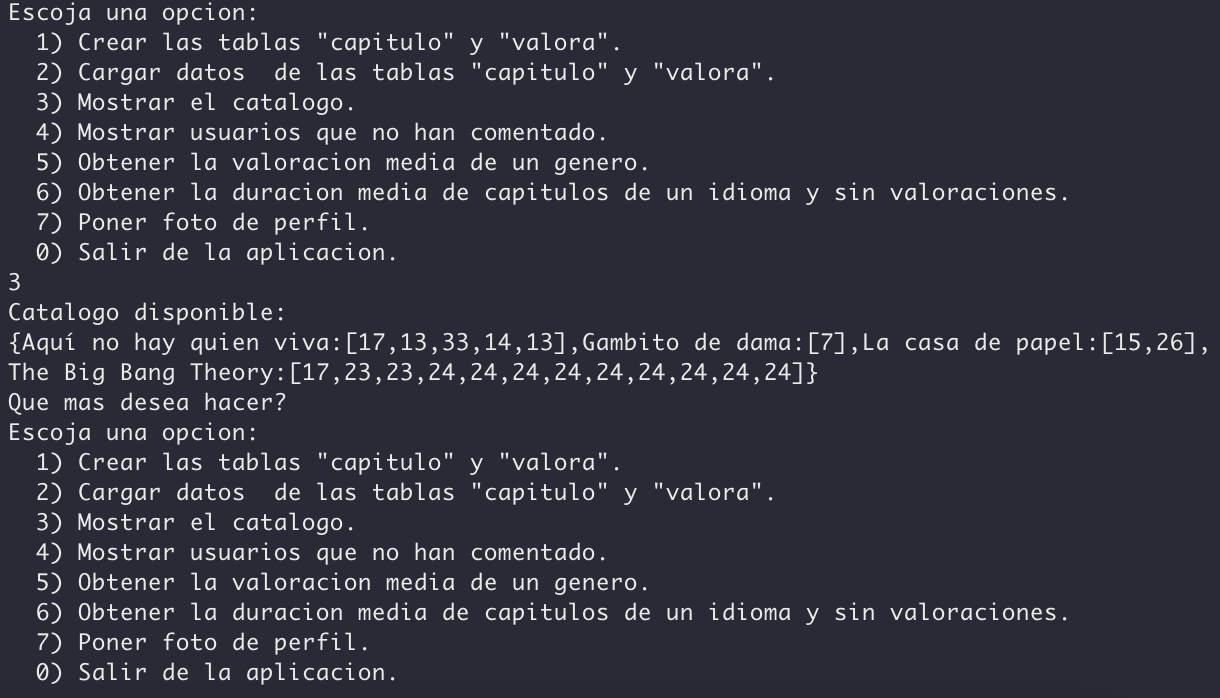 Escoja una opcion:
  1) Crear las tablas "capitulo" y "valora".
  2) Cargar datos  de las tablas "capitulo" y "valora".
  3) Mostrar el catalogo.
  4) Mostrar usuarios que no han comentado.
  5) Obtener la valoracion media de un genero.
  6) Obtener la duracion media de capitulos de un idioma y sin valoraciones.
  7) Poner foto de perfil.
  0) Salir de la aplicacion.
3
Catalogo disponible:
{Aquí no hay quien viva:[17,13,33,14,13],Gambito de dama:[7],La casa de papel:[15,26],
The Big Bang Theory:[17,23,23,24,24,24,24,24,24,24,24,24]}
Que mas desea hacer?
Escoja una opcion:
  1) Crear las tablas "capitulo" y "valora".
  2) Cargar datos  de las tablas "capitulo" y "valora".
  3) Mostrar el catalogo.
  4) Mostrar usuarios que no han comentado.
  5) Obtener la valoracion media de un genero.
  6) Obtener la duracion media de capitulos de un idioma y sin valoraciones.
  7) Poner foto de perfil.
  0) Salir de la aplicacion.